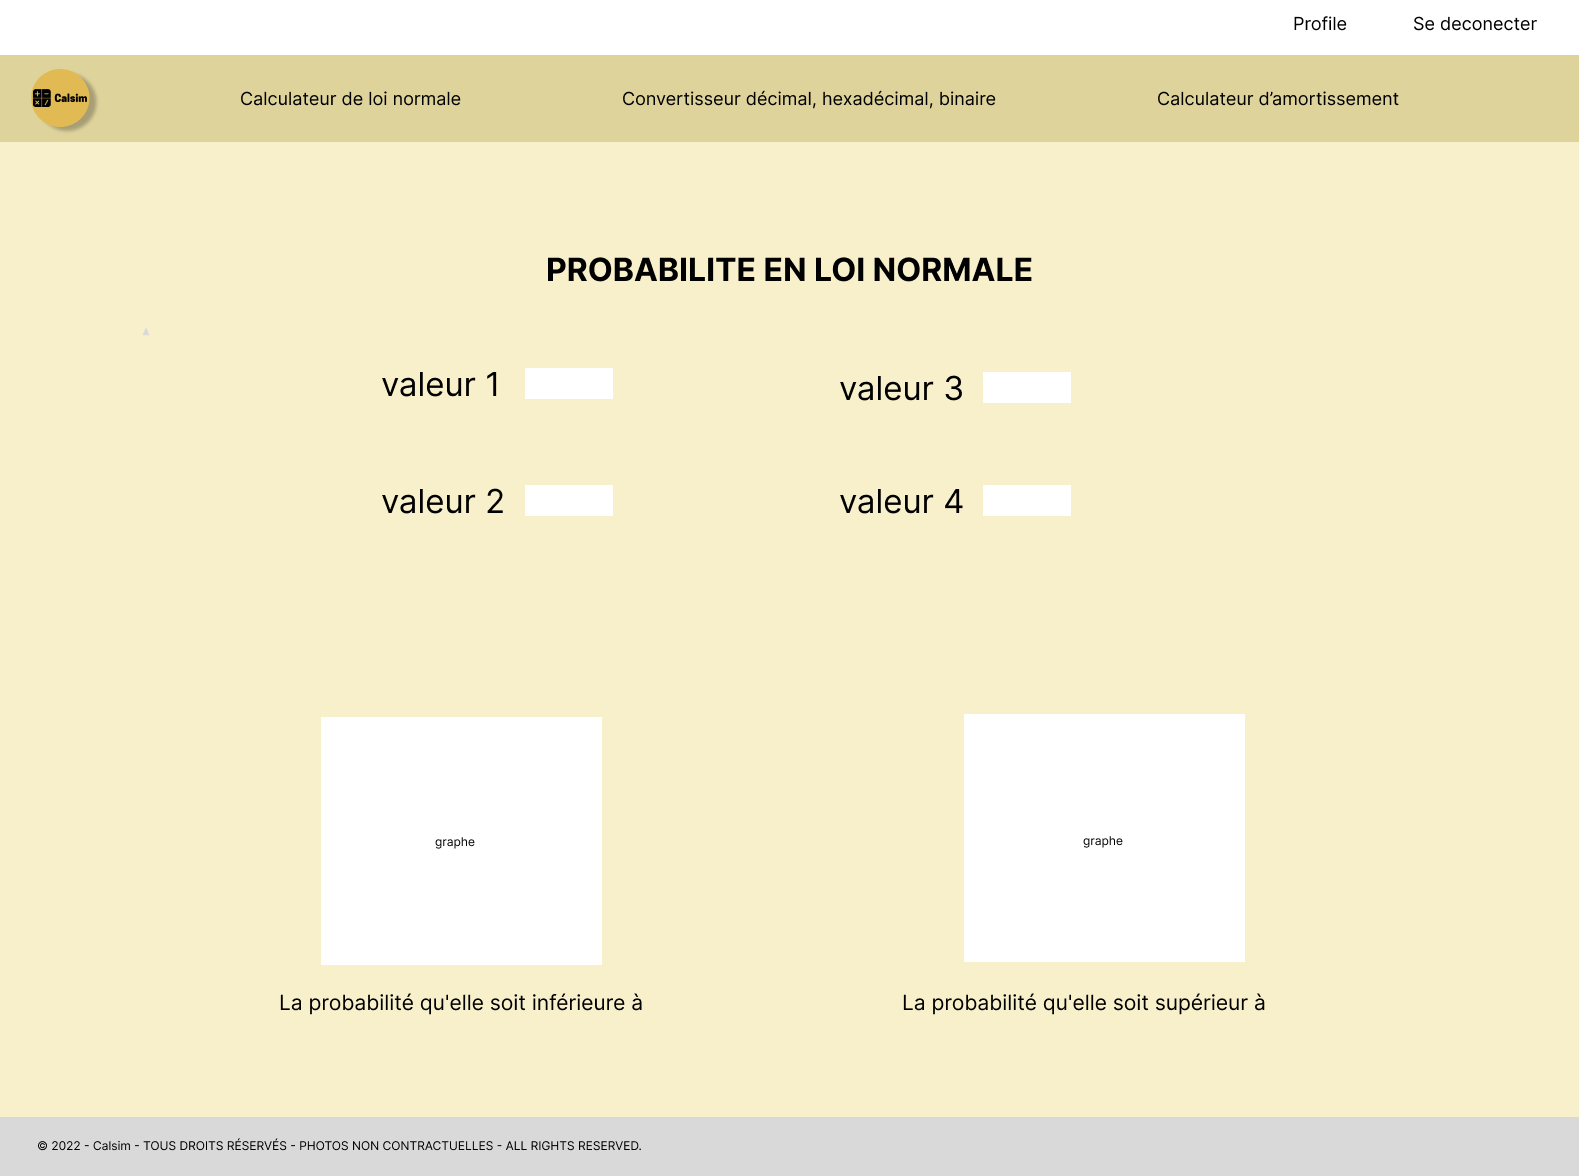 Profile
Se deconecter
Calsim
Calculateur de loi normale
Convertisseur décimal, hexadécimal, binaire
Calculateur d’amortissement
PROBABILITE EN LOI NORMALE
valeur 1
valeur 3
valeur 2
valeur 4
graphe
graphe
La probabilité qu'elle soit inférieure à
La probabilité qu'elle soit supérieur à
© 2022 - Calsim - TOUS DROITS RÉSERVÉS - PHOTOS NON CONTRACTUELLES - ALL RIGHTS RESERVED.